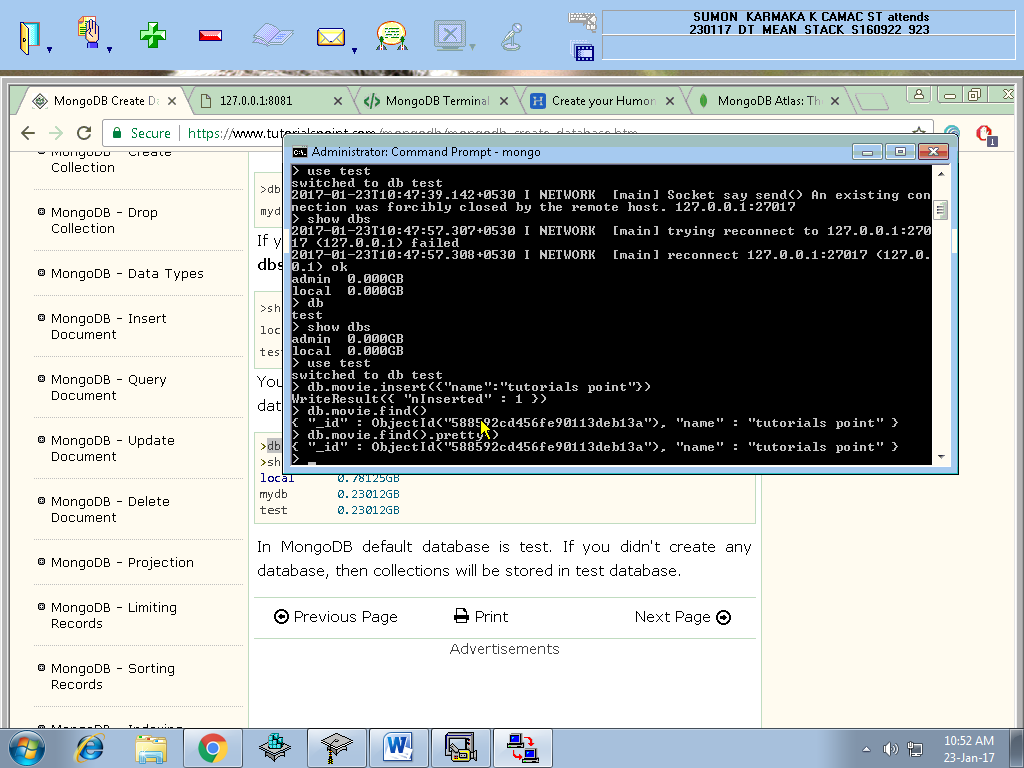 SUMON KARMAKA K CAMAC ST attends
230117 DT MEAN STACK S160922 923
MongoDB Create Da
127.0.0.1:8081
MongoDB Terminal
Create your Humon
MongoDB Atlas: Th
Secure
https://www.tutorialspoint.com/mongodb/mongodb_create_database.htm
1
MongoDB - Create
Collection
MongoDB - Drop
Collection
MongoDB - Data Types
MongoDB - Insert
Document
MongoDB - Query
Document
MongoDB - Update
Document
MongoDB - Delete
Document
MongoDB - Projection
MongoDB - Limiting
Records
MongoDB - Sorting
Records
MongoDB - Indexing
>db
myd
If y
dbs
>sh
loc
tes
You
dat
>db
>sh
local 0.78125GB
mydb 0.23012GB
test 0.23012GB
Administrator: Command Prompt - mongo
> use test
switched to db test
2017-01-23T10:47:39.142+0530 I NETWORK [main] Socket say send() An existing con
nection was forcibly closed by the remote host. 127.0.0.1:27017
> show dbs
2017-01-23T10:47:57.307+0530 I NETWORK [main] trying reconnect to 127.0.0.1:270
17 (127.0.0.1) failed
2017-01-23T10:47:57.308+0530 I NETWORK [main] reconnect 127.0.0.1:27017 (127.0.
0.1) ok
admin 0.000GB
local 0.000GB
> db
test
> show dbs
admin 0.000GB
local 0.000GB
> use test
switched to db test
> db.movie.insert({"name":"tutorials point"})
WriteResult({ "nInserted" : 1 })
> db.movie.find()
{ "_id" : ObjectId("588592cd456fe90113deb13a"), "name" : "tutorials point" }
> db.movie.find().pretty()
{ "_id" : ObjectId("588592cd456fe90113deb13a"), "name" : "tutorials point" }
>
In MongoDB default database is test. If you didn't create any
database, then collections will be stored in test database.
Previous Page
Print
Next Page
Advertisements
10:52 AM
23-Jan-17